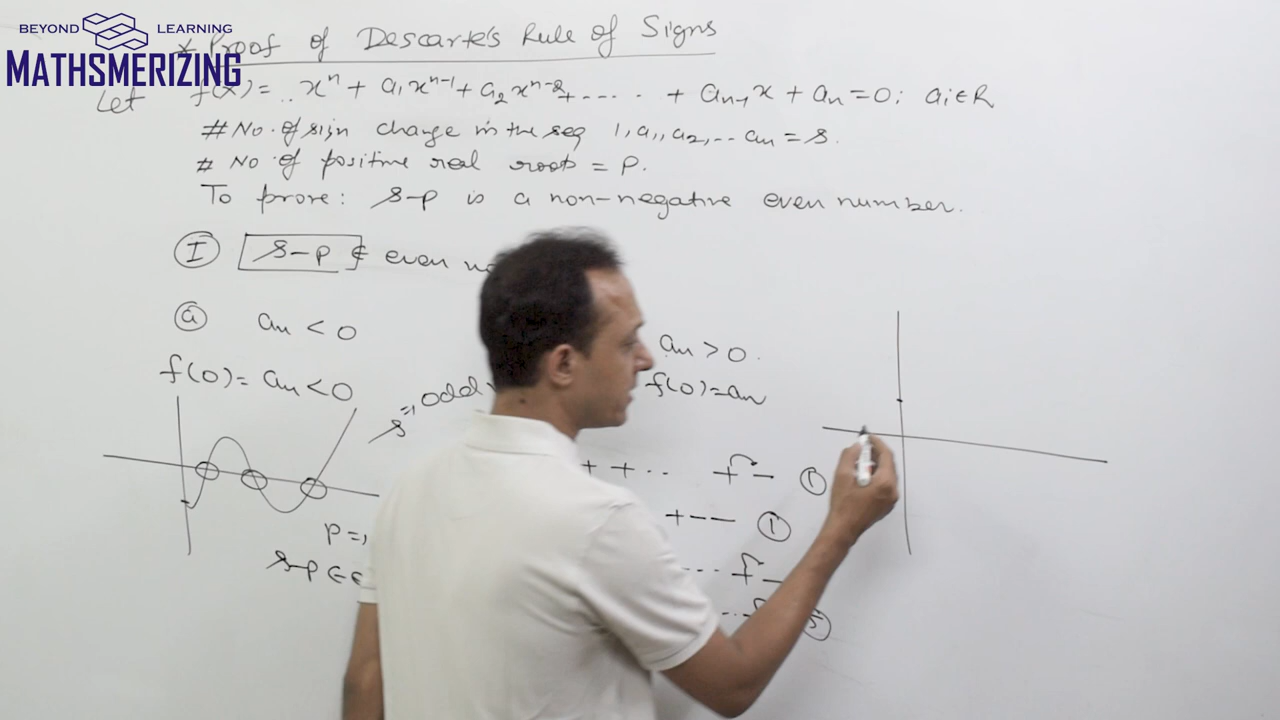 BEYOND LEARNING
MATHSMERIZING
* Proof of Descarte's Rule of Signs
Let f(x) = .. xⁿ + a₁xⁿ⁻¹ + a₂xⁿ⁻² + ..... + aₙ₋₁x + aₙ = 0; aᵢ ∈ R
# No. of sign change in the seq 1, a₁, a₂, ... aₙ = s.
# No of positive real roots = p.
To prove: s-p is a non-negative even number.
I s-p ∈ even
a aₙ < 0
aₙ > 0.
f(0) = aₙ < 0
f(0) = aₙ
s = odd
+ + ... + - 1
+ - - 1
p =
... + -
s-p ∈